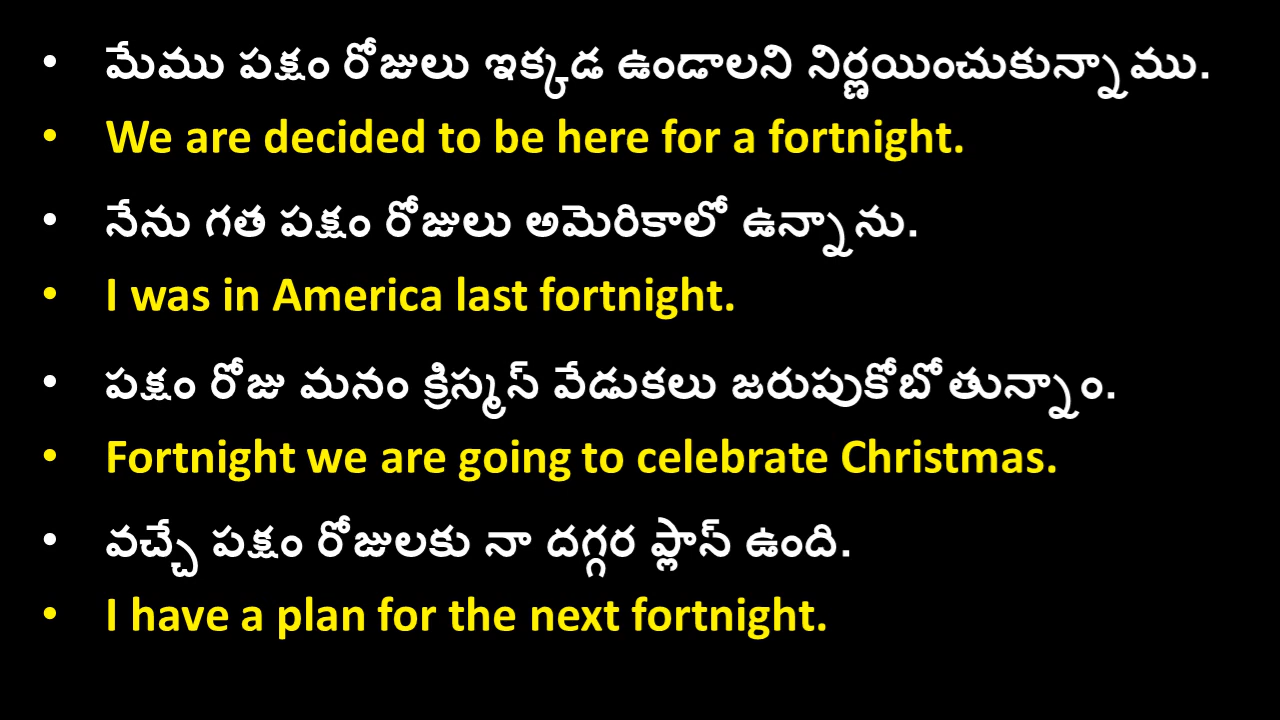 • మేము పక్షం రోజులు ఇక్కడ ఉండాలని నిర్ణయించుకున్నాము.
• We are decided to be here for a fortnight.
• నేను గత పక్షం రోజులు అమెరికాలో ఉన్నాను.
• I was in America last fortnight.
• పక్షం రోజు మనం క్రిస్మస్ వేడుకలు జరుపుకోబోతున్నాం.
• Fortnight we are going to celebrate Christmas.
• వచ్చే పక్షం రోజులకు నా దగ్గర ప్లాన్ ఉంది.
• I have a plan for the next fortnight.